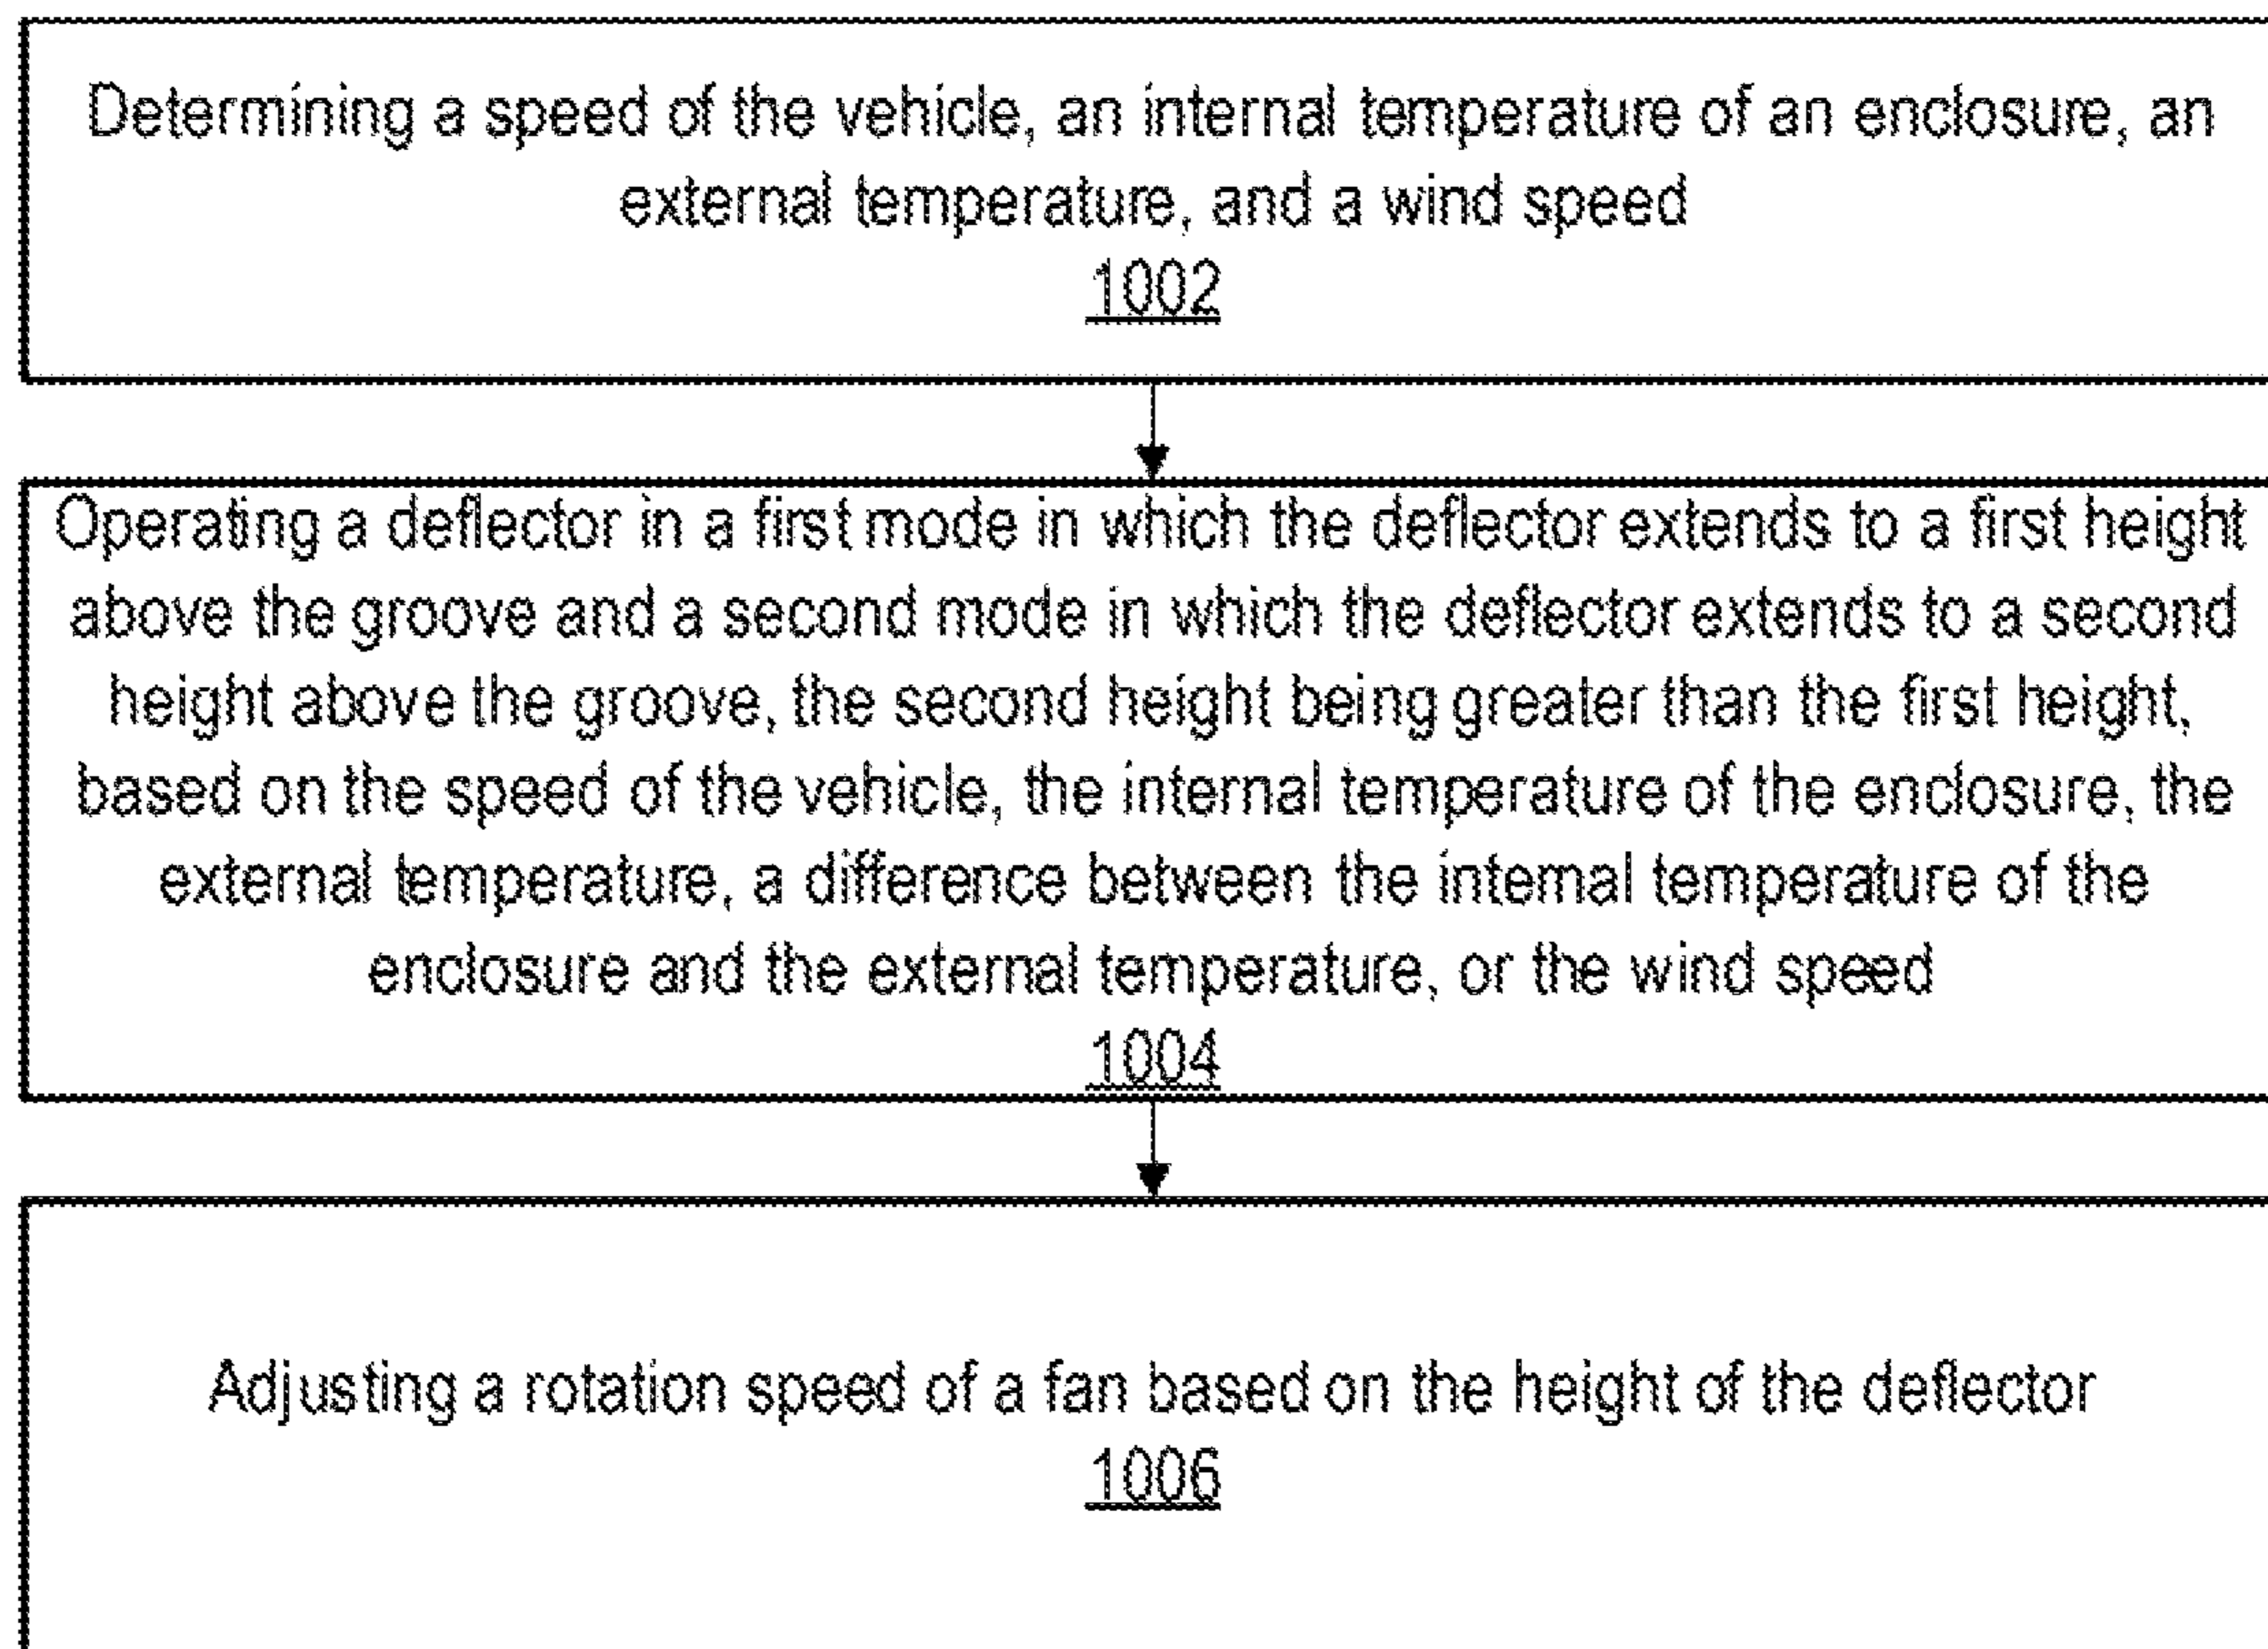 Determining a speed of the vehicle, an internal temperature of an enclosure, an
external temperature, and a wind speed
1002
Operating a deflector in a first mode in which the deflector extends to a first height
above the groove and a second mode in which the deflector extends to a second
height above the groove, the second height being greater than the first height,
based on the speed of the vehicle, the internal temperature of the enclosure, the
external temperature, a difference between the internal temperature of the
enclosure and the external temperature, or the wind speed
1004
Adjusting a rotation speed of a fan based on the height of the deflector
1006